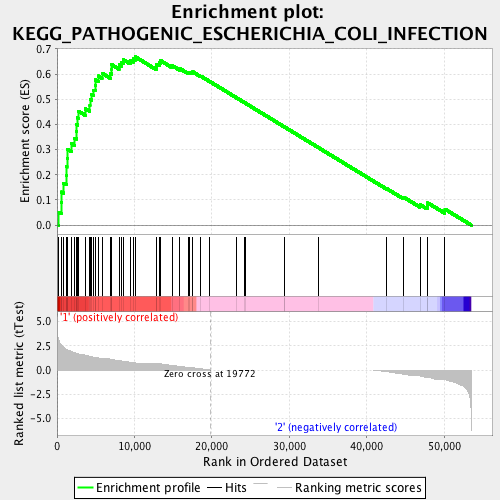 Enrichment plot:
KEGG_PATHOGENIC_ESCHERICHIA_COLI_INFECTION
Enrichment score (ES)
0.7
0.6
0.5
0.4
0.3
0.2
0.1
0.0
'1' (positively correlated)
Ranked list metric (tTest)
5.0
2.5
0.0
-2.5
-5.0
Zero cross at 19772
'2' (negatively correlated)
0 10,000 20,000 30,000 40,000 50,000
Rank in Ordered Dataset
Enrichment profile Hits Ranking metric scores